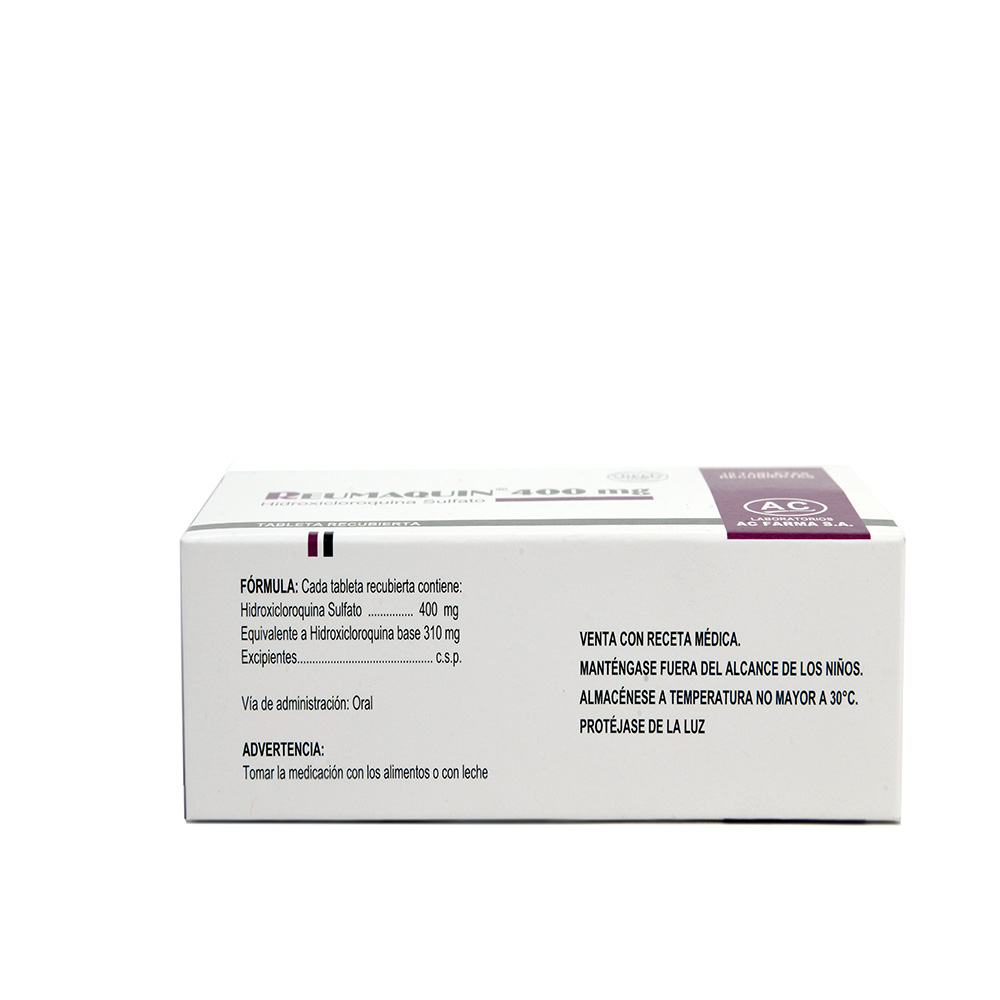 REUMAQUIN® 400 mg
Hidroxicloroquina Sulfato
TABLETA RECUBIERTA
AC
LABORATORIOS
AC FARMA S.A.
FÓRMULA: Cada tableta recubierta contiene:
Hidroxicloroquina Sulfato ............... 400 mg
Equivalente a Hidroxicloroquina base 310 mg
Excipientes............................................. c.s.p.
Vía de administración: Oral
ADVERTENCIA:
Tomar la medicación con los alimentos o con leche
VENTA CON RECETA MÉDICA.
MANTÉNGASE FUERA DEL ALCANCE DE LOS NIÑOS.
ALMACÉNESE A TEMPERATURA NO MAYOR A 30°C.
PROTÉJASE DE LA LUZ